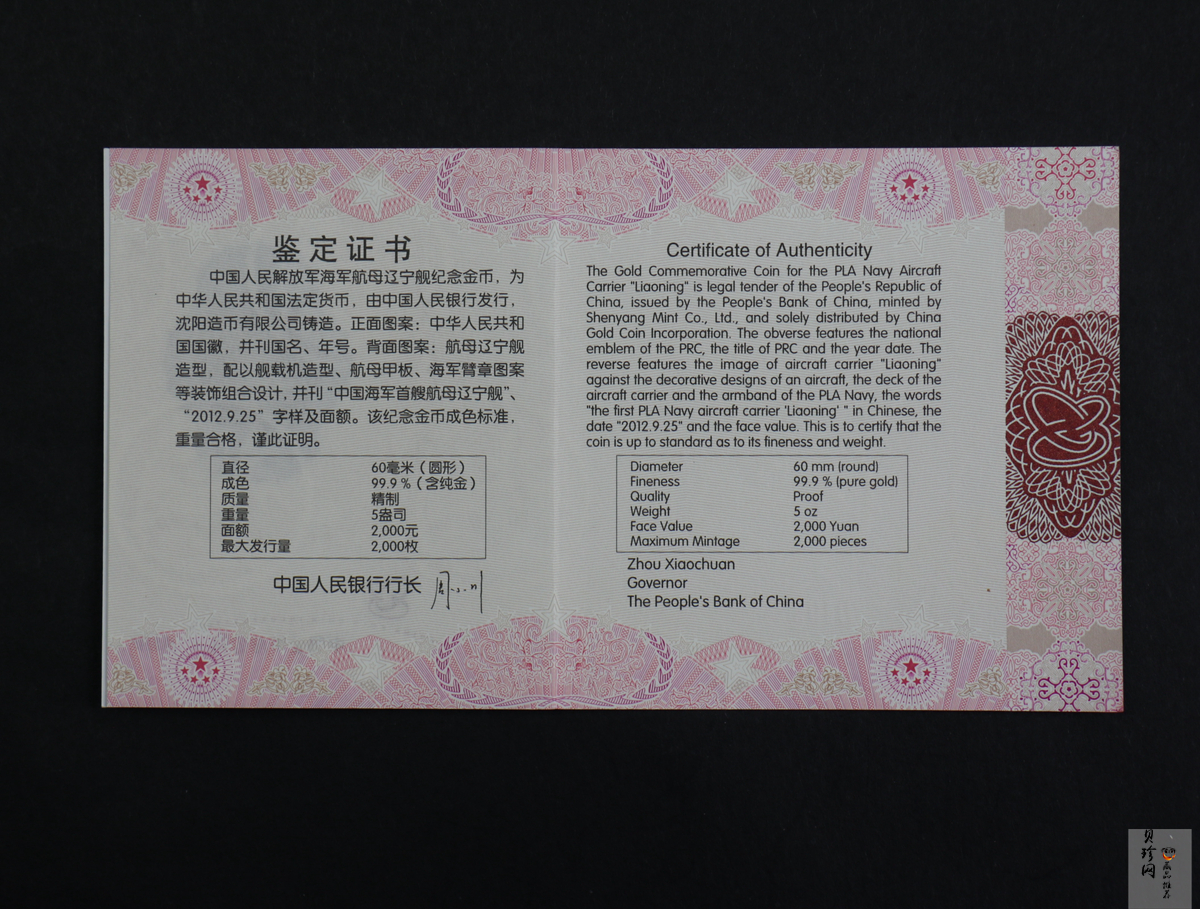 鉴定证书
中国人民解放军海军航母辽宁舰纪念金币，为
中华人民共和国法定货币，由中国人民银行发行，
沈阳造币有限公司铸造。正面图案：中华人民共和
国国徽，并刊国名、年号。背面图案：航母辽宁舰
造型，配以舰载机造型、航母甲板、海军臂章图案
等装饰组合设计，并刊“中国海军首艘航母辽宁舰”、
“2012.9.25”字样及面额。该纪念金币成色标准，
重量合格，谨此证明。
直径 60毫米（圆形）
成色 99.9％（含纯金）
质量 精制
重量 5盎司
面额 2,000元
最大发行量 2,000枚
中国人民银行行长
Certificate of Authenticity
The Gold Commemorative Coin for the PLA Navy Aircraft
Carrier "Liaoning" is legal tender of the People's Republic of
China, issued by the People's Bank of China, minted by
Shenyang Mint Co., Ltd., and solely distributed by China
Gold Coin Incorporation. The obverse features the national
emblem of the PRC, the title of PRC and the year date. The
reverse features the image of aircraft carrier "Liaoning"
against the decorative designs of an aircraft, the deck of the
aircraft carrier and the armband of the PLA Navy, the words
"the first PLA Navy aircraft carrier 'Liaoning' " in Chinese, the
date "2012.9.25" and the face value. This is to certify that the
coin is up to standard as to its fineness and weight.
Diameter 60 mm (round)
Fineness 99.9 % (pure gold)
Quality Proof
Weight 5 oz
Face Value 2,000 Yuan
Maximum Mintage 2,000 pieces
Zhou Xiaochuan
Governor
The People's Bank of China
贝珍网
藏品推荐